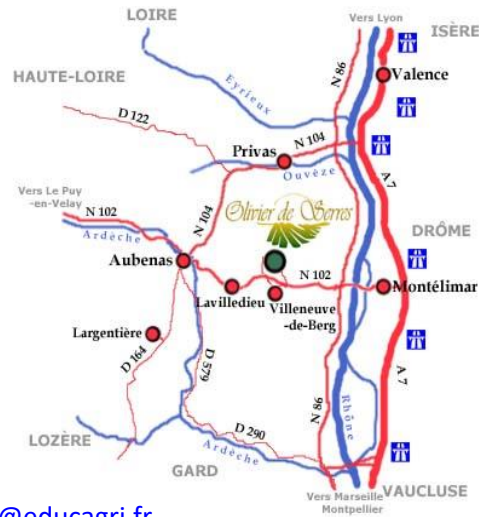 LOIRE
Vers Lyon
ISÈRE
N 86
Valence
HAUTE-LOIRE
Eyrieux
D 122
Privas
N 104
Ouvèze
A 7
Vers Le Puy
-en-Velay
N 102
Ardèche
N 104
Olivier de Serres
DRÔME
Aubenas
N 102
Lavilledieu
Villeneuve
-de-Berg
Montélimar
Largentière
D 164
D 579
A 7
N 86
Rhône
D 290
Ardèche
LOZÈRE
GARD
Vers Marseille
Montpellier
VAUCLUSE
@educagri.fr